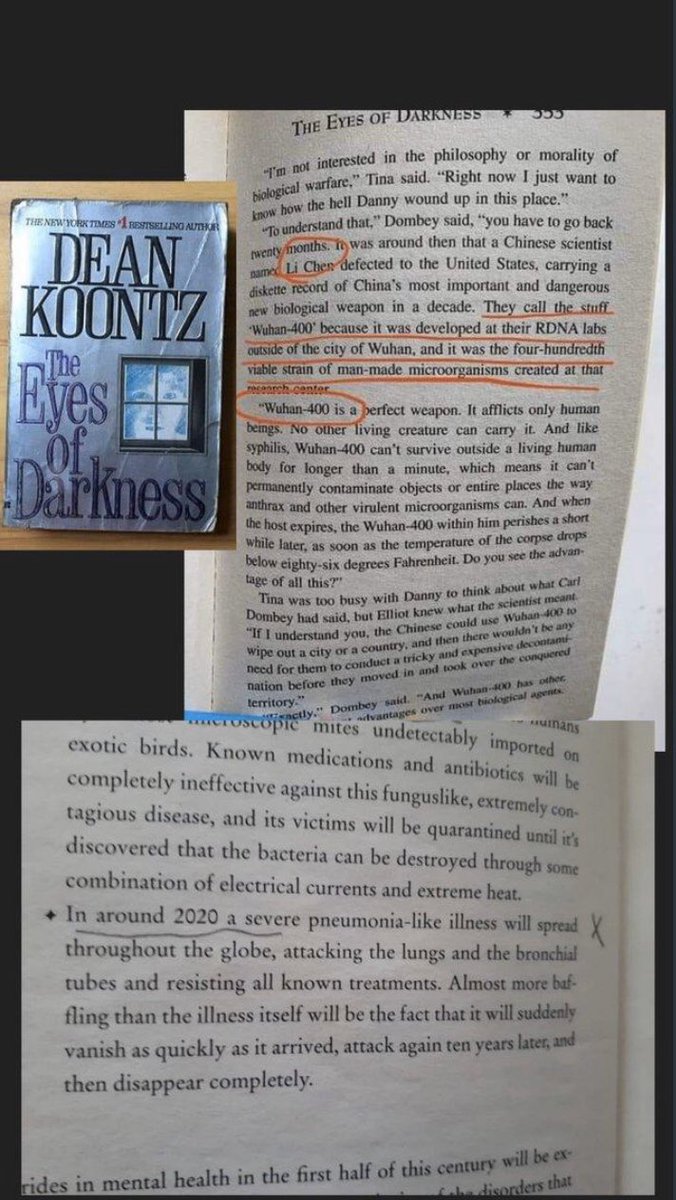 THE NEW YORK TIMES #1 BESTSELLING AUTHOR
DEAN
KOONTZ
The
Eyes
of
Darkness
THE EYES OF DARKNESS 353
"I'm not interested in the philosophy or morality of
biological warfare," Tina said. "Right now I just want to
know how the hell Danny wound up in this place."
"To understand that," Dombey said, "you have to go back
twenty months. It was around then that a Chinese scientist
named Li Chen defected to the United States, carrying a
diskette record of China's most important and dangerous
new biological weapon in a decade. They call the stuff
'Wuhan-400' because it was developed at their RDNA labs
outside of the city of Wuhan, and it was the four-hundredth
viable strain of man-made microorganisms created at that
research center.
"Wuhan-400 is a perfect weapon. It afflicts only human
beings. No other living creature can carry it. And like
syphilis, Wuhan-400 can't survive outside a living human
body for longer than a minute, which means it can't
permanently contaminate objects or entire places the way
anthrax and other virulent microorganisms can. And when
the host expires, the Wuhan-400 within him perishes a short
while later, as soon as the temperature of the corpse drops
below eighty-six degrees Fahrenheit. Do you see the advan-
tage of all this?"
Tina was too busy with Danny to think about what Carl
Dombey had said, but Elliot knew what the scientist meant.
"If I understand you, the Chinese could use Wuhan-400 to
wipe out a city or a country, and then there wouldn't be any
need for them to conduct a tricky and expensive decontami-
nation before they moved in and took over the conquered
territory."
"Exactly," Dombey said. "And Wuhan-400 has other,
advantages over most biological agents.
humans
microscopic mites undetectably imported on
exotic birds. Known medications and antibiotics will be
completely ineffective against this funguslike, extremely con-
tagious disease, and its victims will be quarantined until it's
discovered that the bacteria can be destroyed through some
combination of electrical currents and extreme heat.
✦ In around 2020 a severe pneumonia-like illness will spread
throughout the globe, attacking the lungs and the bronchial
tubes and resisting all known treatments. Almost more baf-
fling than the illness itself will be the fact that it will suddenly
vanish as quickly as it arrived, attack again ten years later, and
then disappear completely.
rides in mental health in the first half of this century will be ex-
the disorders that